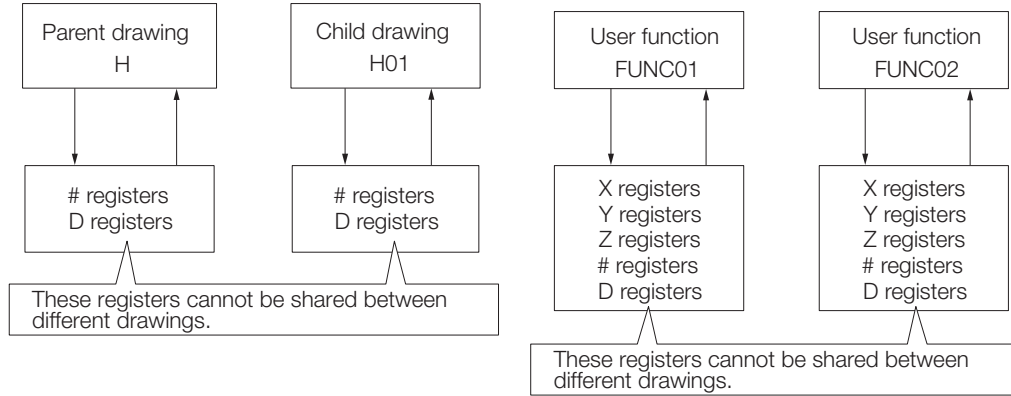 Parent drawing
H
Child drawing
H01
# registers
D registers
# registers
D registers
These registers cannot be shared between
different drawings.
User function
FUNC01
User function
FUNC02
X registers
Y registers
Z registers
# registers
D registers
X registers
Y registers
Z registers
# registers
D registers
These registers cannot be shared between
different drawings.